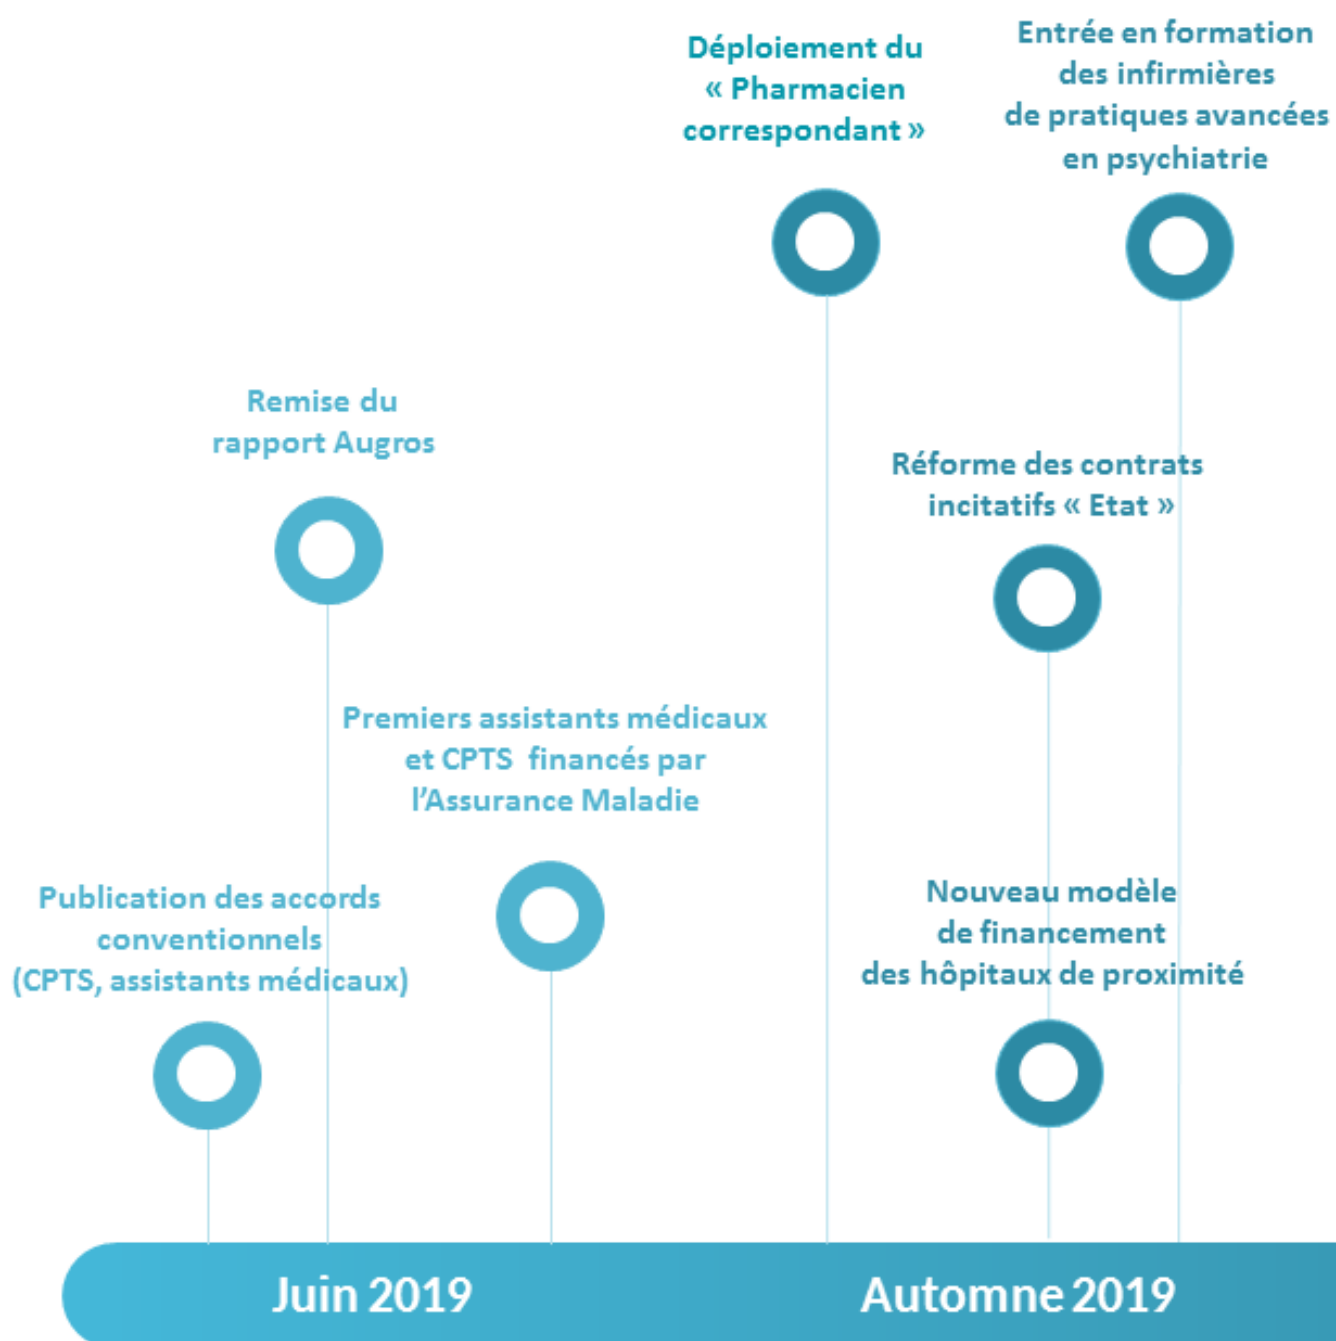 Déploiement du
« Pharmacien
correspondant »
Entrée en formation
des infirmières
de pratiques avancées
en psychiatrie
Remise du
rapport Augros
Réforme des contrats
incitatifs « Etat »
Premiers assistants médicaux
et CPTS financés par
l'Assurance Maladie
Publication des accords
conventionnels
(CPTS, assistants médicaux)
Nouveau modèle
de financement
des hôpitaux de proximité
Juin 2019
Automne 2019